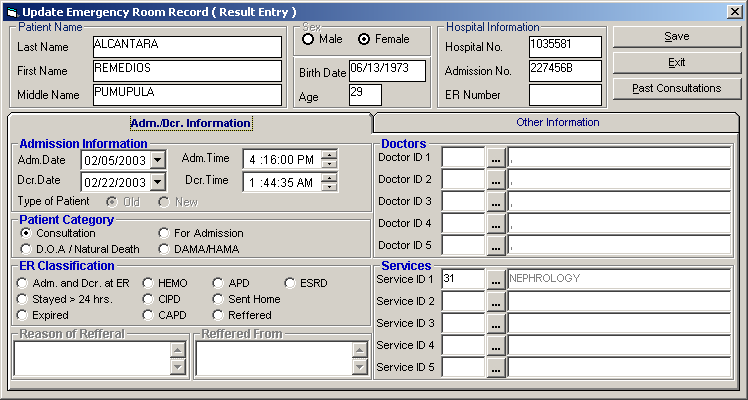 Update Emergency Room Record ( Result Entry )
Patient Name
Last Name ALCANTARA
First Name REMEDIOS
Middle Name PUMUPULA
Sex
Male Female
Birth Date 06/13/1973
Age 29
Hospital Information
Hospital No. 1035581
Admission No. 227456B
ER Number
Save
Exit
Past Consultations
Adm./Dcr. Information
Other Information
Admission Information
Adm.Date 02/05/2003 Adm.Time 4 :16:00 PM
Dcr.Date 02/22/2003 Dcr.Time 1 :44:35 AM
Type of Patient Old New
Patient Category
Consultation For Admission
D.O.A / Natural Death DAMA/HAMA
ER Classification
Adm. and Dcr. at ER HEMO APD ESRD
Stayed > 24 hrs. CIPD Sent Home
Expired CAPD Reffered
Reason of Refferal
Reffered From
Doctors
Doctor ID 1 ... ,
Doctor ID 2 ... ,
Doctor ID 3 ... ,
Doctor ID 4 ... ,
Doctor ID 5 ... ,
Services
Service ID 1 31 ... NEPHROLOGY
Service ID 2 ...
Service ID 3 ...
Service ID 4 ...
Service ID 5 ...